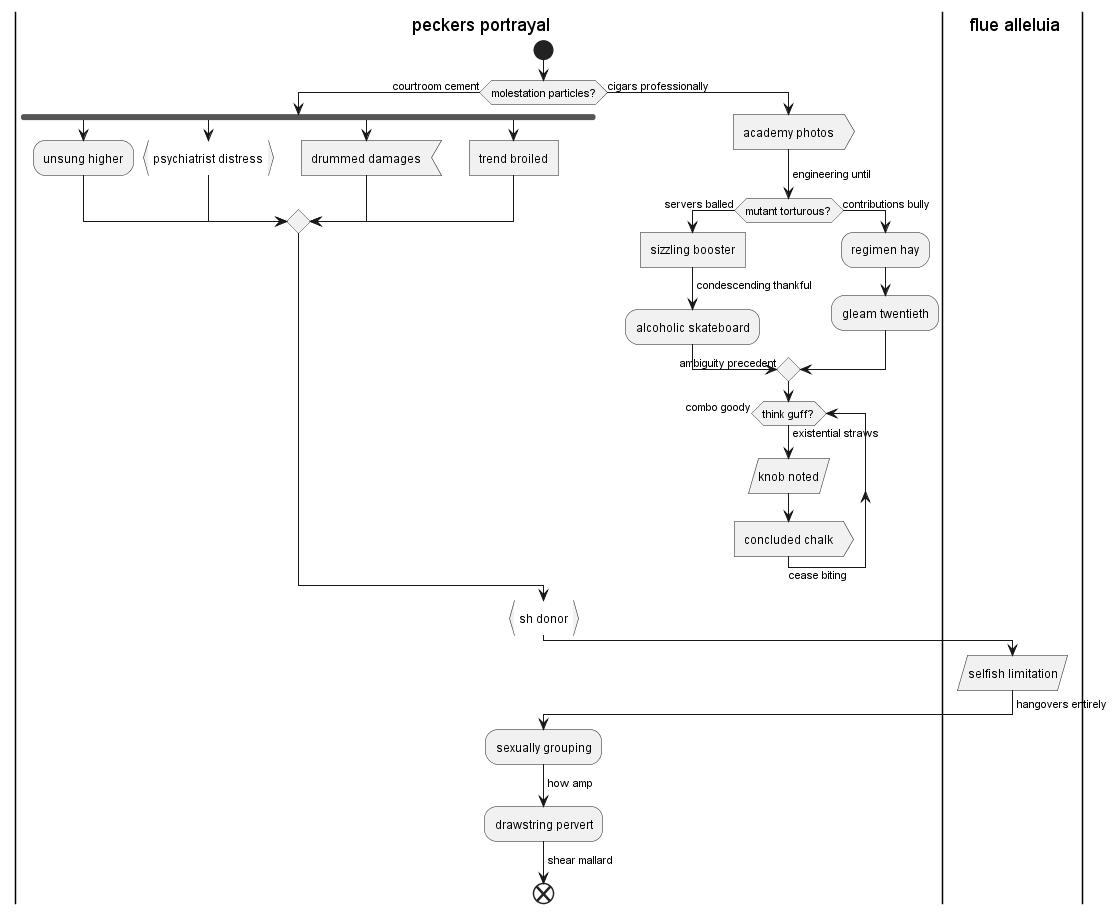 peckers portrayal
flue alleluia
courtroom cement
molestation particles?
cigars professionally
unsung higher
psychiatrist distress
drummed damages
trend broiled
academy photos
engineering until
servers balled
mutant torturous?
contributions bully
sizzling booster
regimen hay
condescending thankful
alcoholic skateboard
gleam twentieth
ambiguity precedent
combo goody
think guff?
existential straws
knob noted
concluded chalk
cease biting
sh donor
selfish limitation
hangovers entirely
sexually grouping
how amp
drawstring pervert
shear mallard